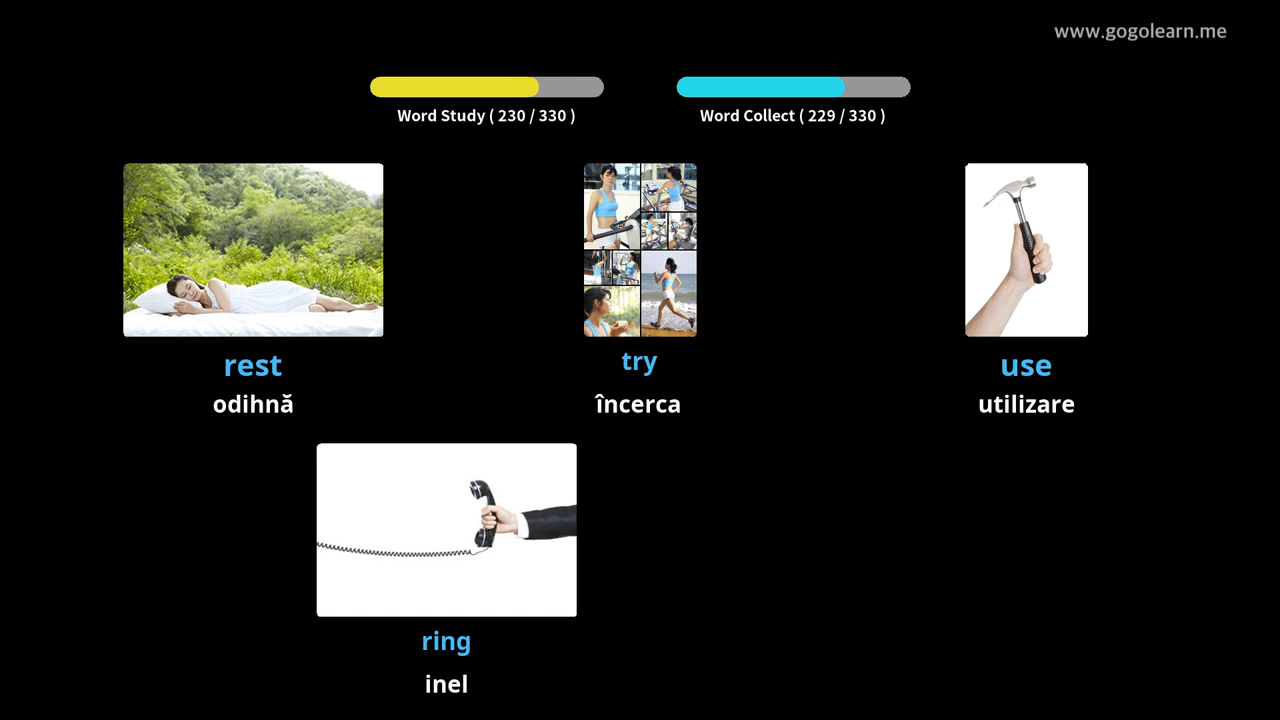 www.gogolearn.me
Word Study ( 230 / 330 )
Word Collect ( 229 / 330 )
rest
odihnă
try
încerca
use
utilizare
ring
inel